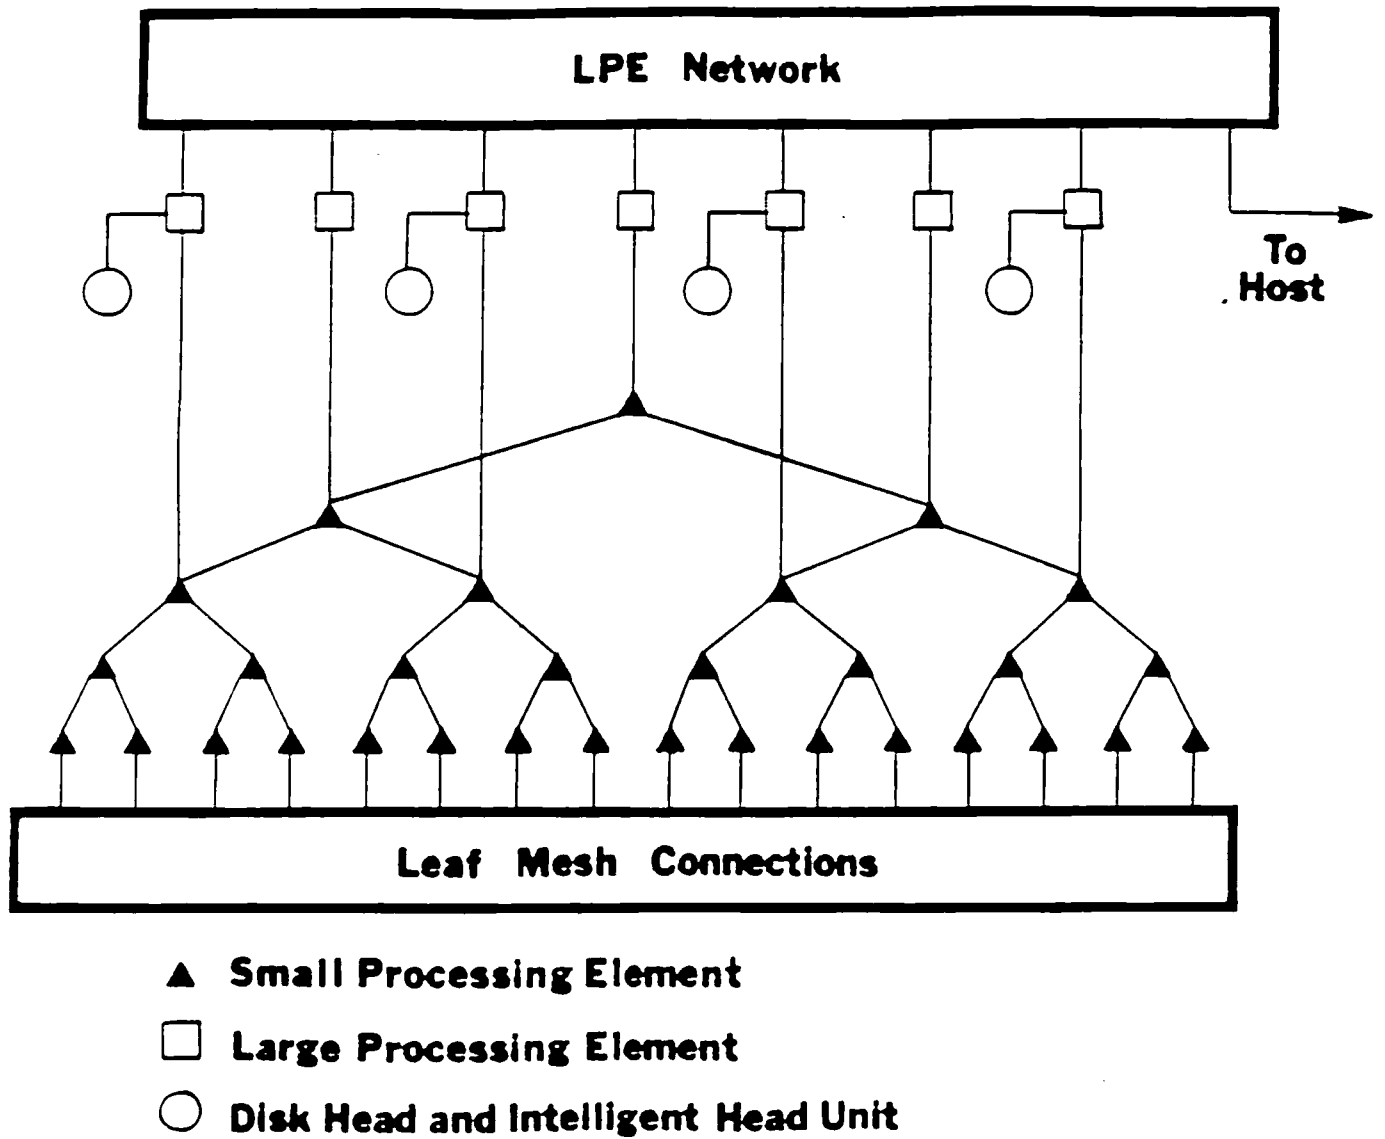 LPE Network
To
Host
Leaf Mesh Connections
Small Processing Element
Large Processing Element
Disk Head and Intelligent Head Unit